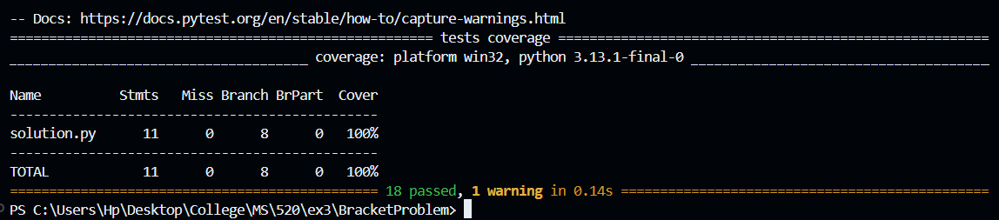 -- Docs: https://docs.pytest.org/en/stable/how-to/capture-warnings.html
====================================================== tests coverage =======================================================
______________________________________ coverage: platform win32, python 3.13.1-final-0 ______________________________________
Name          Stmts   Miss Branch BrPart  Cover
-----------------------------------------------
solution.py      11      0      8      0   100%
-----------------------------------------------
TOTAL            11      0      8      0   100%
=============================================== 18 passed, 1 warning in 0.14s ===============================================
PS C:\Users\Hp\Desktop\College\MS\520\ex3\BracketProblem>